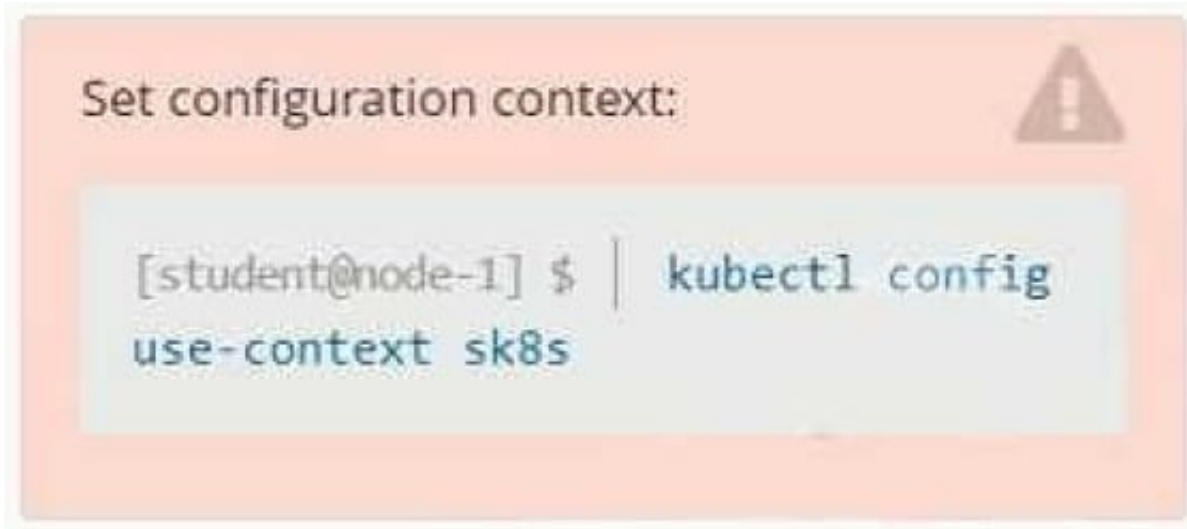 Set configuration context:
[student@node-1] $ | kubectl config
use-context sk8s